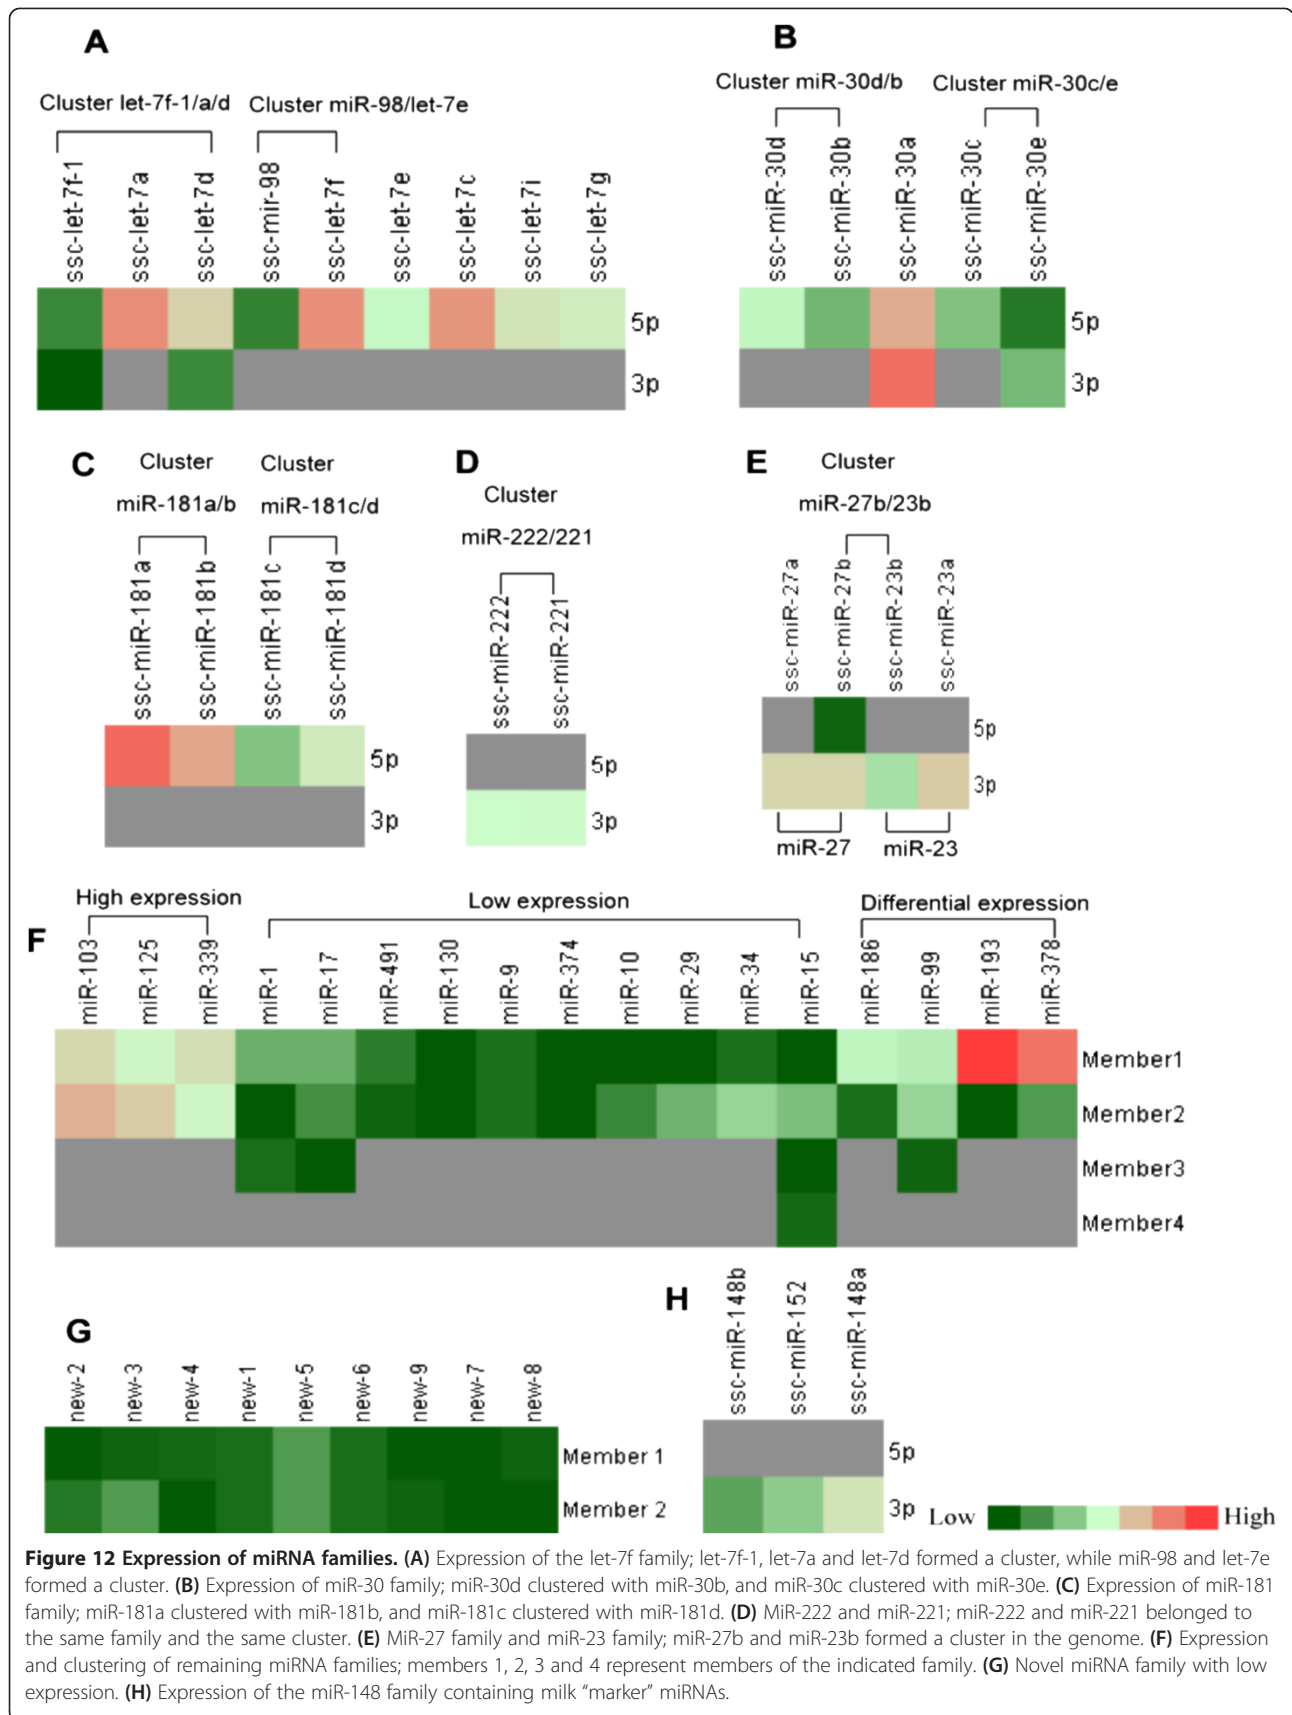 A
B
Cluster let-7f-1/a/d
Cluster miR-98/let-7e
Cluster miR-30d/b
Cluster miR-30c/e
ssc-let-7f-1
ssc-let-7a
ssc-let-7d
ssc-mir-98
ssc-let-7f
ssc-let-7e
ssc-let-7c
ssc-let-7i
ssc-let-7g
5p
3p
ssc-miR-30d
ssc-miR-30b
ssc-miR-30a
ssc-miR-30c
ssc-miR-30e
5p
3p
C
Cluster
miR-181a/b
Cluster
miR-181c/d
ssc-miR-181a
ssc-miR-181b
ssc-miR-181c
ssc-miR-181d
5p
3p
D
Cluster
miR-222/221
ssc-miR-222
ssc-miR-221
5p
3p
E
Cluster
miR-27b/23b
ssc-miR-27a
ssc-miR-27b
ssc-miR-23b
ssc-miR-23a
5p
3p
miR-27
miR-23
F
High expression
Low expression
Differential expression
miR-103
miR-125
miR-339
miR-1
miR-17
miR-491
miR-130
miR-9
miR-374
miR-10
miR-29
miR-34
miR-15
miR-186
miR-99
miR-193
miR-378
Member1
Member2
Member3
Member4
G
new-2
new-3
new-4
new-1
new-5
new-6
new-9
new-7
new-8
Member 1
Member 2
H
ssc-miR-148b
ssc-miR-152
ssc-miR-148a
5p
3p
Low
High
Figure 12 Expression of miRNA families. (A) Expression of the let-7f family; let-7f-1, let-7a and let-7d formed a cluster, while miR-98 and let-7e
formed a cluster. (B) Expression of miR-30 family; miR-30d clustered with miR-30b, and miR-30c clustered with miR-30e. (C) Expression of miR-181
family; miR-181a clustered with miR-181b, and miR-181c clustered with miR-181d. (D) MiR-222 and miR-221; miR-222 and miR-221 belonged to
the same family and the same cluster. (E) MiR-27 family and miR-23 family; miR-27b and miR-23b formed a cluster in the genome. (F) Expression
and clustering of remaining miRNA families; members 1, 2, 3 and 4 represent members of the indicated family. (G) Novel miRNA family with low
expression. (H) Expression of the miR-148 family containing milk “marker” miRNAs.